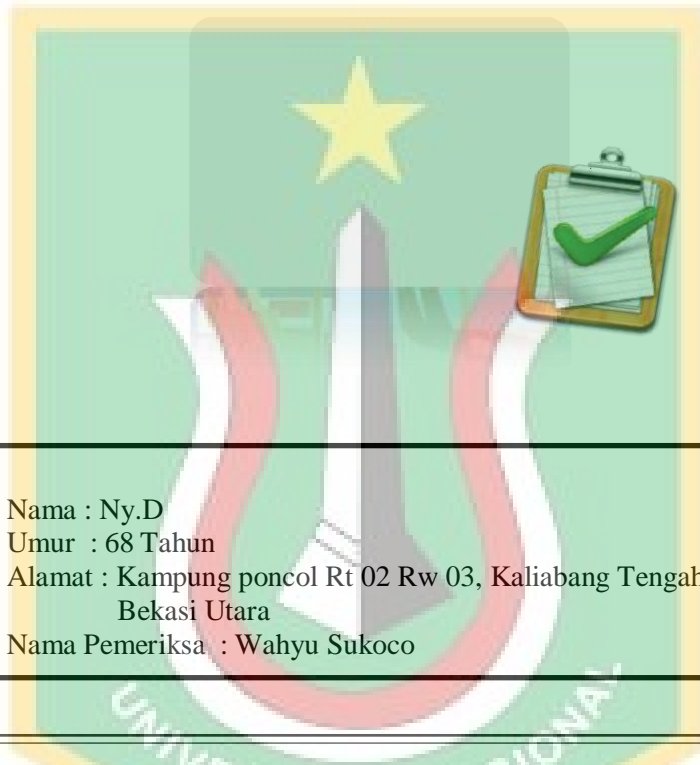 Nama : Ny.D
Umur : 68 Tahun
Alamat : Kampung poncol Rt 02 Rw 03, Kaliabang Tengah
Bekasi Utara
Nama Pemeriksa : Wahyu Sukoco